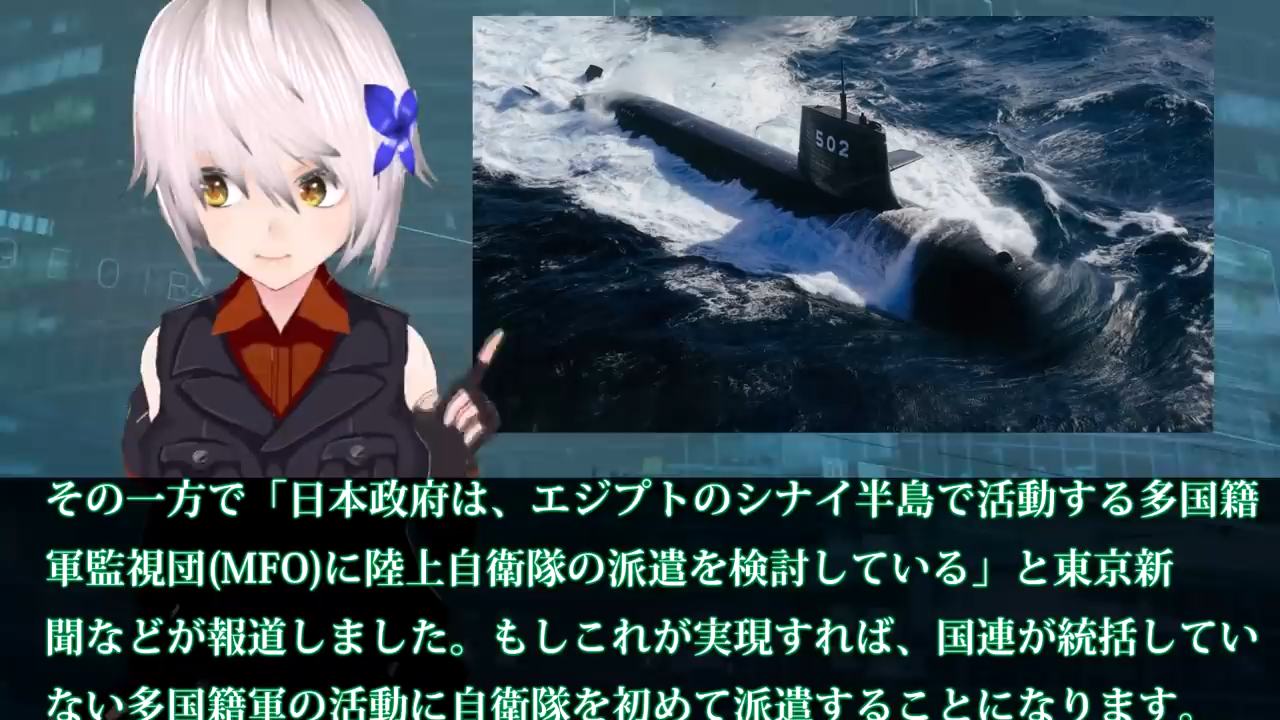 502
その一方で「日本政府は、エジプトのシナイ半島で活動する多国籍
軍監視団(MFO)に陸上自衛隊の派遣を検討している」と東京新
聞などが報道しました。もしこれが実現すれば、国連が統括してい
ない多国籍軍の活動に自衛隊を初めて派遣することになります。